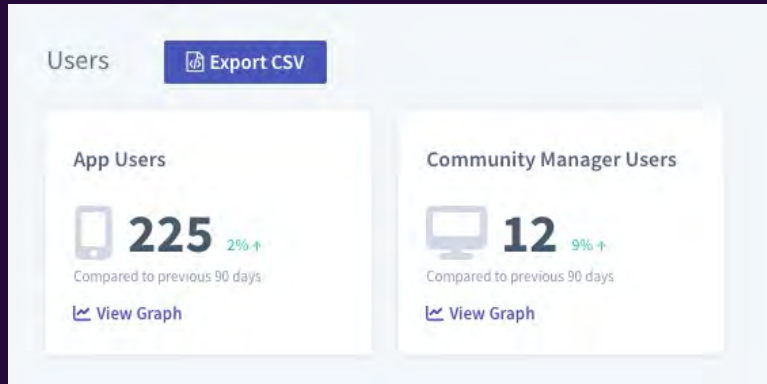 Users
Export CSV
App Users
225 2% ↑
Compared to previous 90 days
View Graph
Community Manager Users
12 9% ↑
Compared to previous 90 days
View Graph